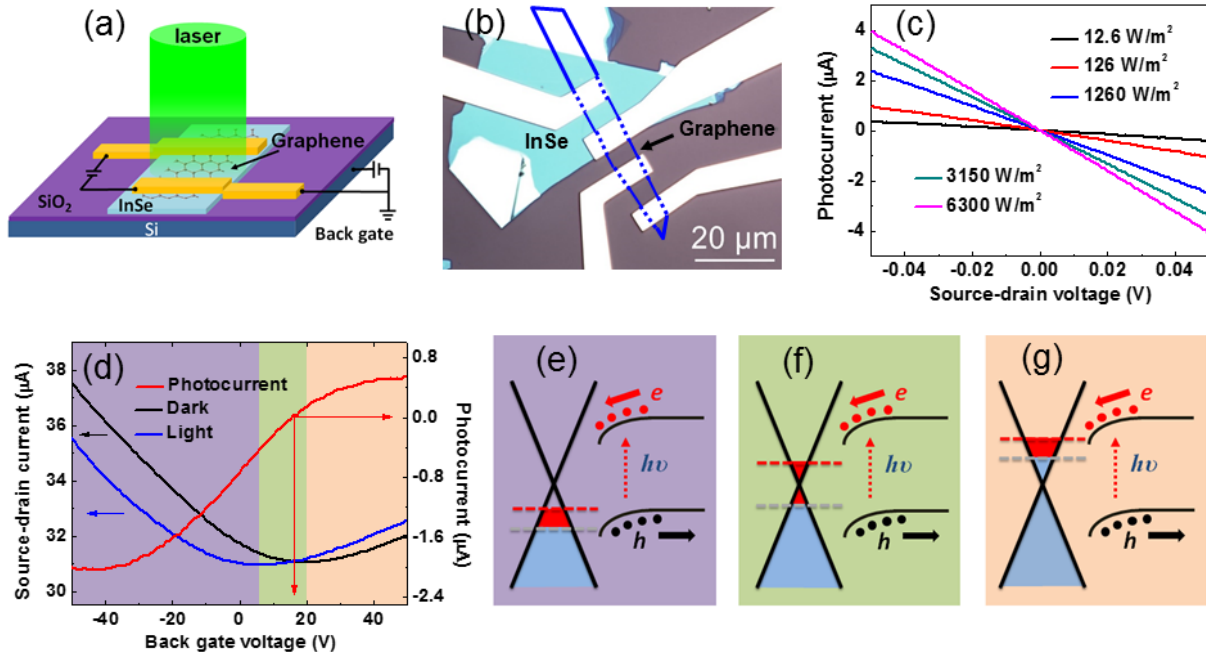 (a)
laser
Graphene
SiO₂
InSe
Si
Back gate
(b)
InSe
Graphene
20 μm
(c)
Photocurrent (μA)
4
2
0
-2
-4
12.6 W/m²
126 W/m²
1260 W/m²
3150 W/m²
6300 W/m²
-0.04 -0.02 0.00 0.02 0.04
Source-drain voltage (V)
(d)
Source-drain current (μA)
38
36
34
32
30
Photocurrent
Dark
Light
0.8
0.0
-0.8
-1.6
-2.4
Photocurrent (μA)
-40 -20 0 20 40
Back gate voltage (V)
(e)
e
hυ
h
(f)
e
hυ
h
(g)
e
hυ
h